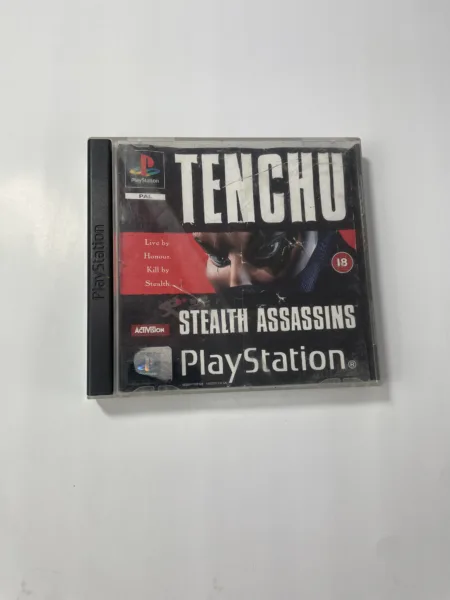 PlayStation
PlayStation
PAL
TENCHU
Live by
Honour
Kill by
Stealth
18
STEALTH ASSASSINS
ACTIVISION
PlayStation®